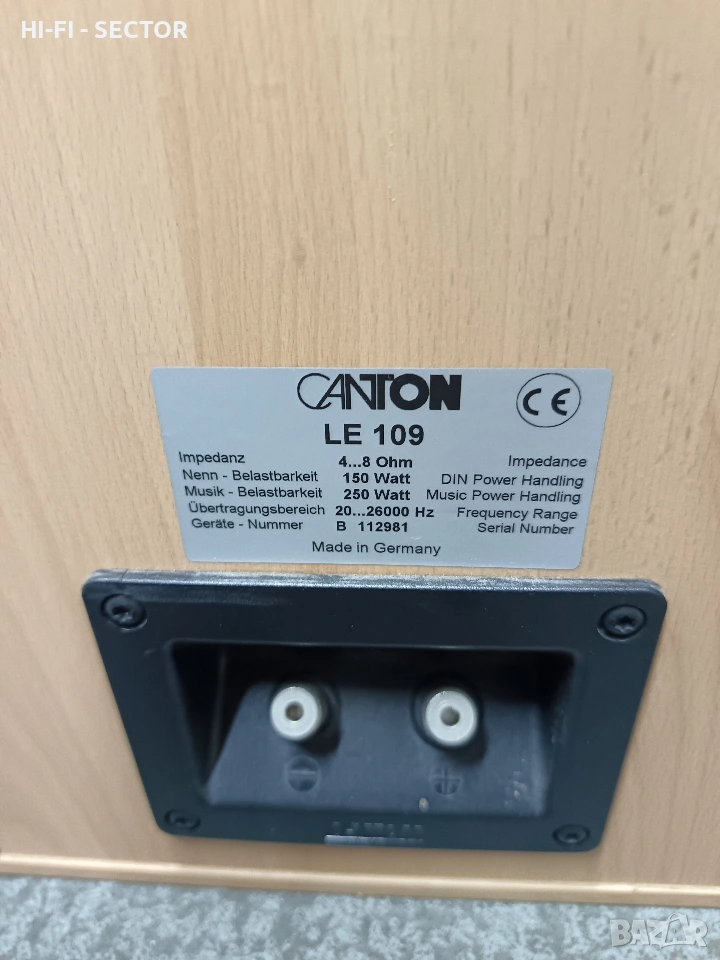 HI-FI - SECTOR
CANTON
CE
LE 109
Impedanz 4...8 Ohm Impedance
Nenn - Belastbarkeit 150 Watt DIN Power Handling
Musik - Belastbarkeit 250 Watt Music Power Handling
Übertragungsbereich 20...26000 Hz Frequency Range
Geräte - Nummer B 112981 Serial Number
Made in Germany
BAZAR